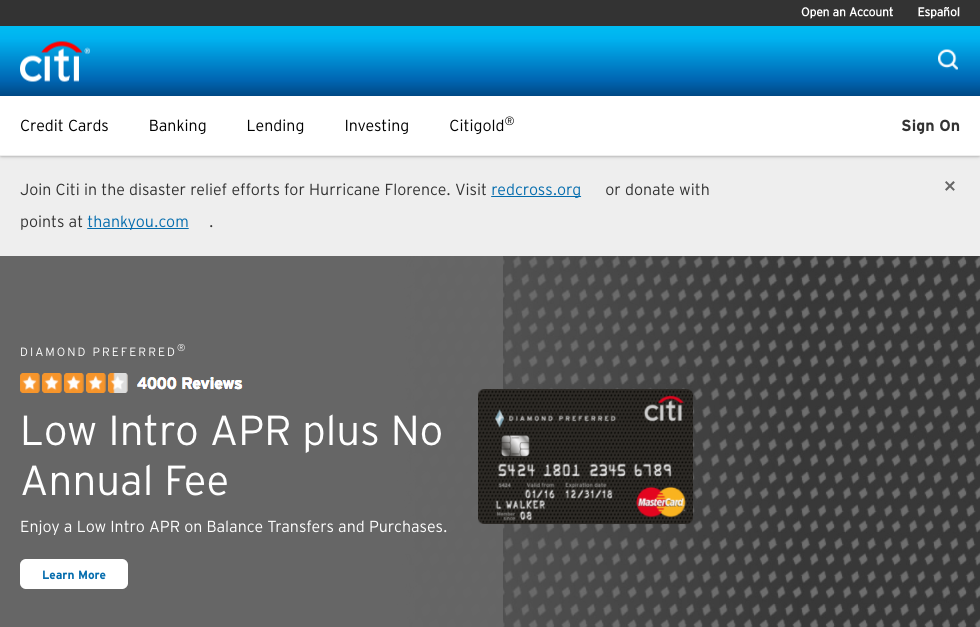 Open an Account Español
citi®
Credit Cards Banking Lending Investing Citigold® Sign On
Join Citi in the disaster relief efforts for Hurricane Florence. Visit redcross.org or donate with
points at thankyou.com .
DIAMOND PREFERRED®
4000 Reviews
Low Intro APR plus No
Annual Fee
Enjoy a Low Intro APR on Balance Transfers and Purchases.
Learn More
citi
DIAMOND PREFERRED
5424 1801 2345 6789
5424 Valid from Expiration date
01/16 12/31/18
L WALKER
Member since 08
MasterCard